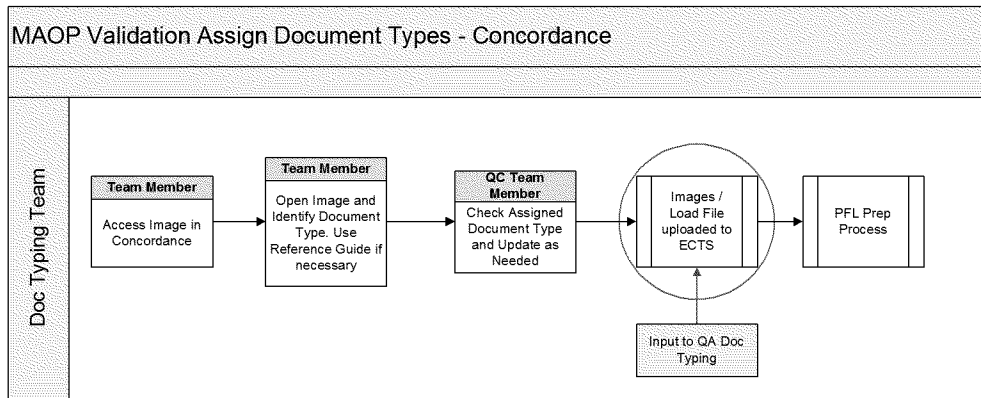 MAOP Validation Assign Document Types - Concordance
Doc Typing Team
Team Member
Access Image in
Concordance
Team Member
Open Image and
Identify Document
Type. Use
Reference Guide if
necessary
QC Team
Member
Check Assigned
Document Type
and Update as
Needed
Images /
Load File
uploaded to
ECTS
PFL Prep
Process
Input to QA Doc
Typing